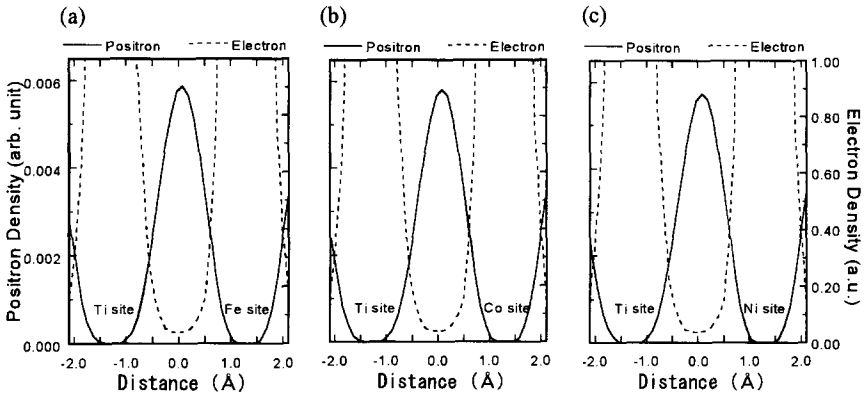 (a) (b) (c)
Positron Electron Positron Electron Positron Electron
Positron Density (arb. unit)
0.006
0.004
0.002
0.000
Ti site Fe site
-2.0 -1.0 0.0 1.0 2.0
Distance (Å)
Ti site Co site
-2.0 -1.0 0.0 1.0 2.0
Distance (Å)
Ti site Ni site
-2.0 -1.0 0.0 1.0 2.0
Distance (Å)
1.00
0.80
0.60
0.40
0.20
0.00
Electron Density (a.u.)